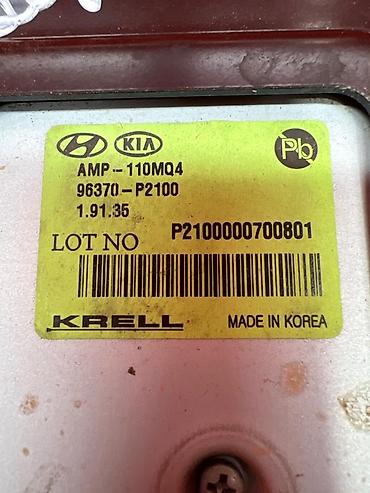 KIA
Pb
AMP-110MQ4
96370-P2100
1.91.35
LOT NO P2100000700801
KRELL MADE IN KOREA